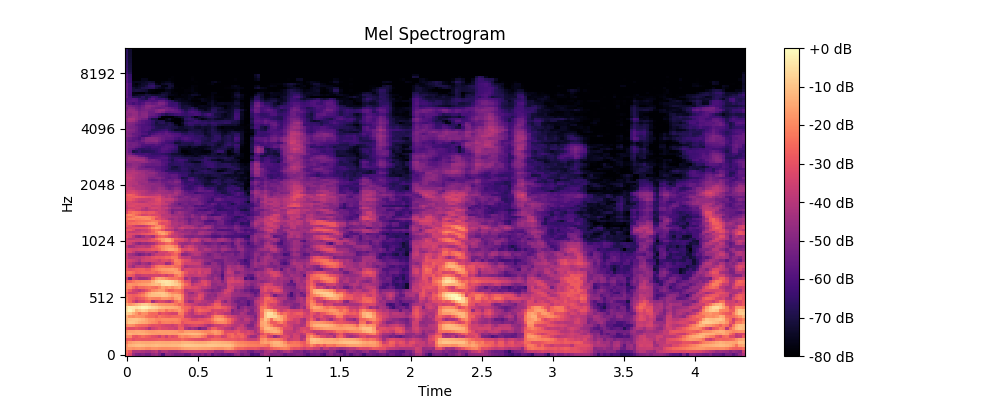 Mel Spectrogram
+0 dB
8192
-10 dB
4096
-20 dB
-30 dB
2048
Hz
-40 dB
1024
-50 dB
-60 dB
512
-70 dB
0
-80 dB
0 0.5 1 1.5 2 2.5 3 3.5 4
Time